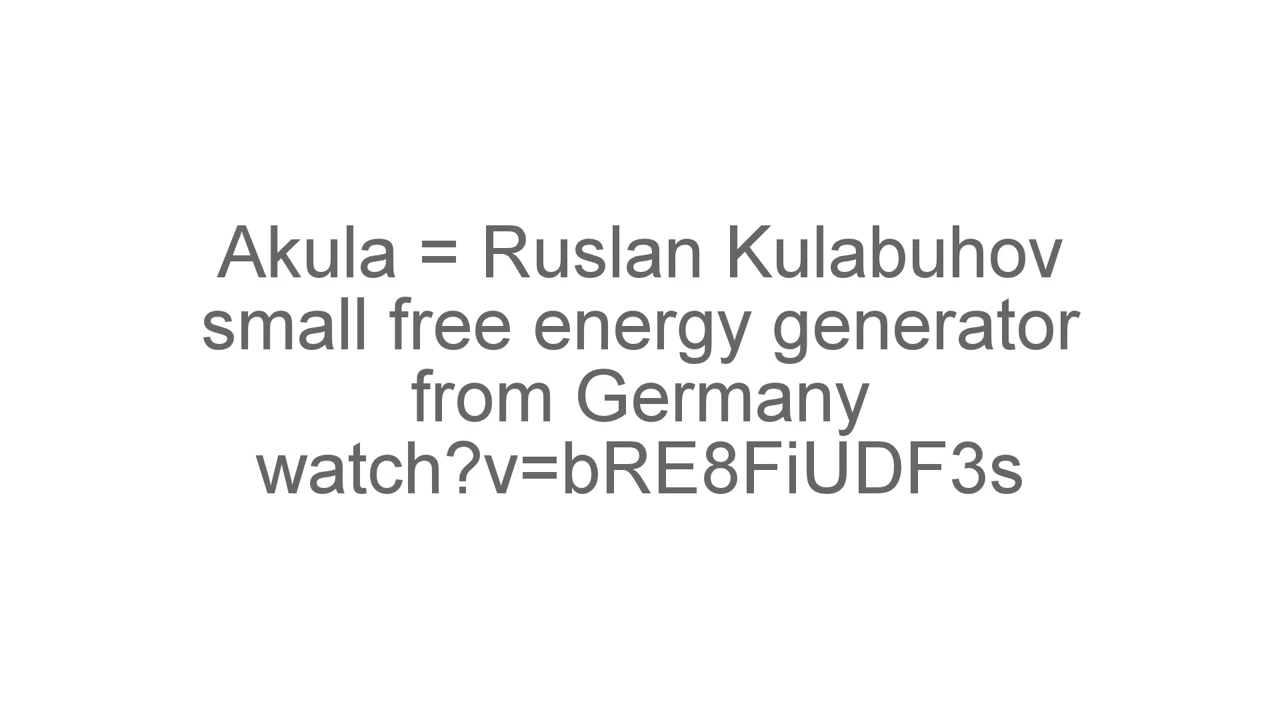 Akula = Ruslan Kulabuhov
small free energy generator
from Germany
watch?v=bRE8FiUDF3s